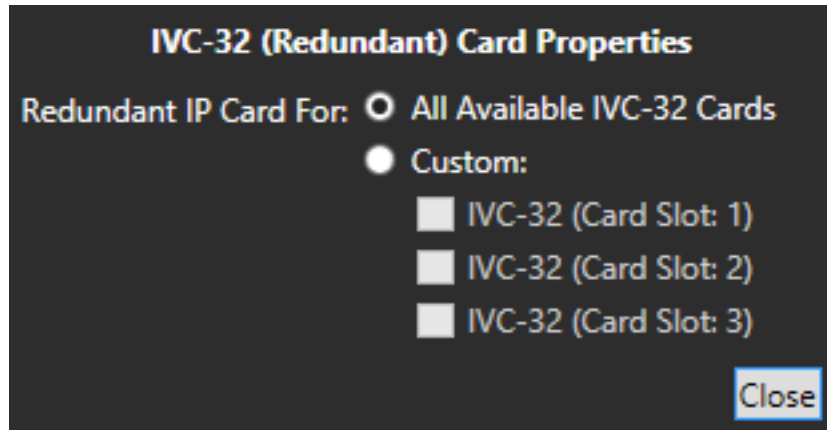 IVC-32 (Redundant) Card Properties
Redundant IP Card For: All Available IVC-32 Cards
Custom:
IVC-32 (Card Slot: 1)
IVC-32 (Card Slot: 2)
IVC-32 (Card Slot: 3)
Close